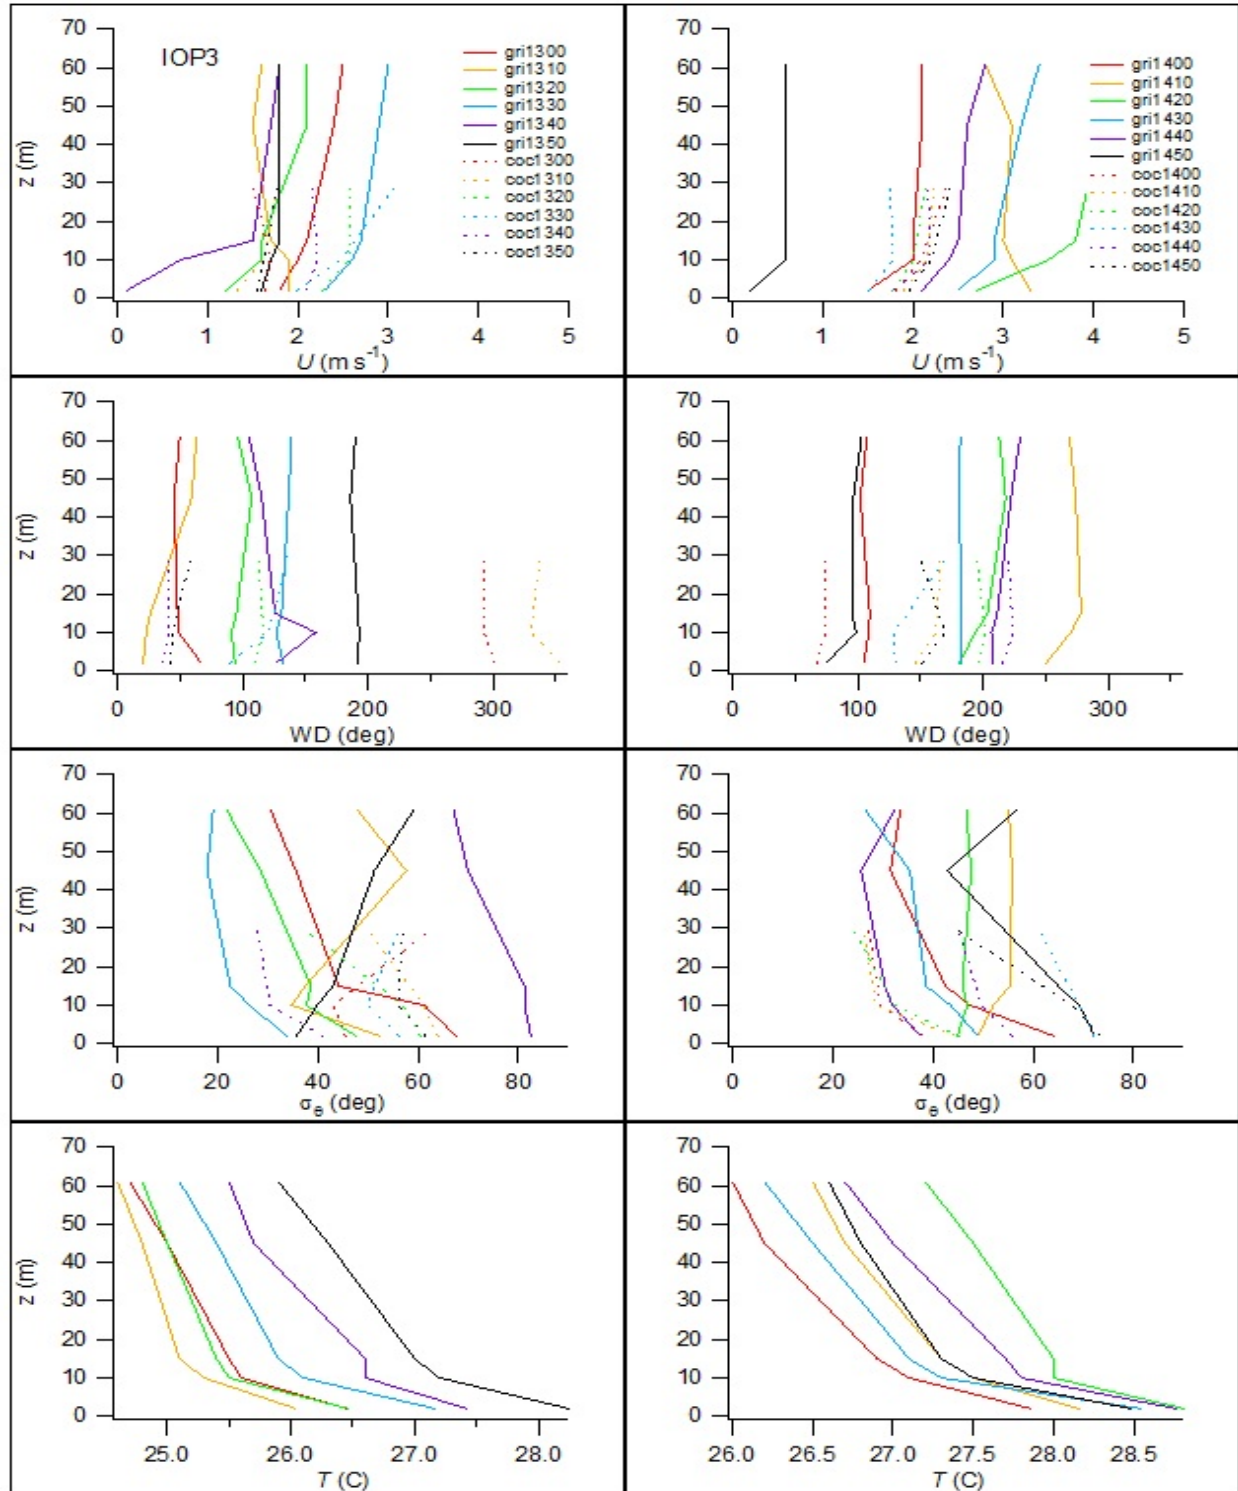 IOP3
70
60
50
40
30
20
10
0
z (m)
1
2
3
4
5
U (m s-1)
gri1300
gri1310
gri1320
gri1330
gri1340
gri1350
coc1300
coc1310
coc1320
coc1330
coc1340
coc1350
70
60
50
40
30
20
10
0
1
2
3
4
5
U (m s-1)
gri1400
gri1410
gri1420
gri1430
gri1440
gri1450
coc1400
coc1410
coc1420
coc1430
coc1440
coc1450
70
60
50
40
30
20
10
0
z (m)
0
100
200
300
WD (deg)
70
60
50
40
30
20
10
0
0
100
200
300
WD (deg)
70
60
50
40
30
20
10
0
z (m)
0
20
40
60
80
σθ (deg)
70
60
50
40
30
20
10
0
0
20
40
60
80
σθ (deg)
70
60
50
40
30
20
10
0
z (m)
25.0
26.0
27.0
28.0
T (C)
70
60
50
40
30
20
10
0
26.0
26.5
27.0
27.5
28.0
28.5
T (C)